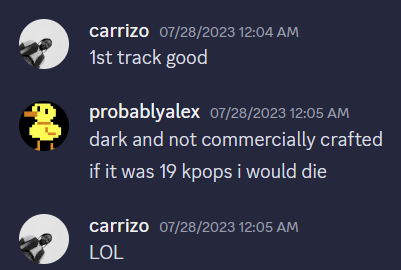 carrizo 07/28/2023 12:04 AM
1st track good
probablyalex 07/28/2023 12:05 AM
dark and not commercially crafted
if it was 19 kpops i would die
carrizo 07/28/2023 12:05 AM
LOL